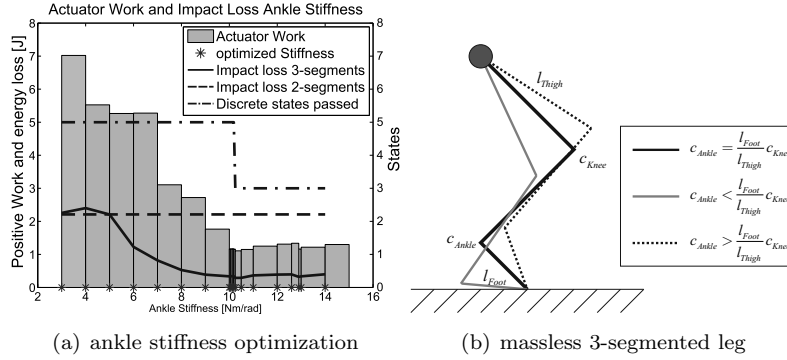 Actuator Work and Impact Loss Ankle Stiffness
Positive Work and energy loss [J]
8
7
6
5
4
3
2
1
0
Actuator Work
optimized Stiffness
Impact loss 3-segments
Impact loss 2-segments
Discrete states passed
8
7
6
5
4
3
2
1
0
States
2 4 6 8 10 12 14 16
Ankle Stiffness [Nm/rad]
(a) ankle stiffness optimization
l_Thigh
c_Knee
c_Ankle
l_Foot
c_Ankle = l_Foot / l_Thigh c_Knee
c_Ankle < l_Foot / l_Thigh c_Knee
c_Ankle > l_Foot / l_Thigh c_Knee
(b) massless 3-segmented leg